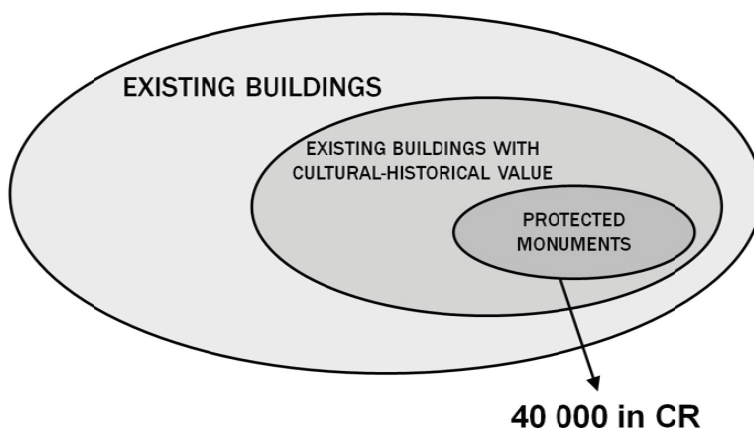 EXISTING BUILDINGS
EXISTING BUILDINGS WITH
CULTURAL-HISTORICAL VALUE
PROTECTED
MONUMENTS
40 000 in CR